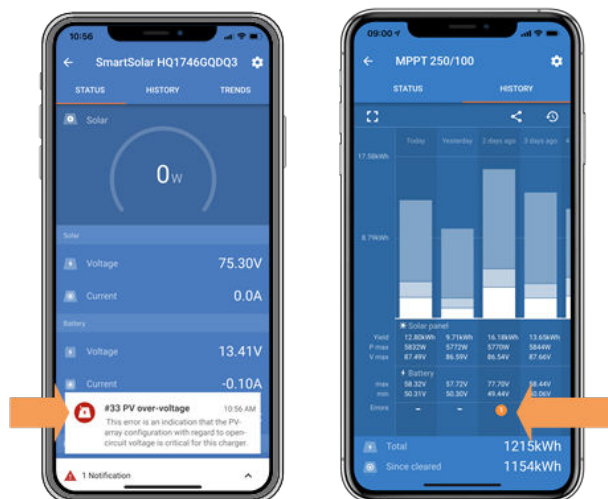 10:56
SmartSolar HQ1746GQDQ3
STATUS HISTORY TRENDS
Solar
0W
Solar
Voltage 75.30V
Current 0.0A
Battery
Voltage 13.41V
Current -0.10A
#33 PV over-voltage 10:56 AM
This error is an indication that the PV-
array configuration with regard to open-
circuit voltage is critical for this charger.
1 Notification
09:00
MPPT 250/100
STATUS HISTORY
Today Yesterday 2 days ago 3 days ago
17.58kWh
8.79kWh
Solar panel
Yield 12.80kWh 9.71kWh 16.18kWh 13.65kWh
P max 5832W 5772W 5770W 5844W
V max 87.49V 86.59V 86.54V 87.66V
Battery
max 58.32V 57.72V 77.70V 58.44V
min 50.31V 50.30V 49.44V 50.06V
Errors - - 1
Total 1215kWh
Since cleared 1154kWh